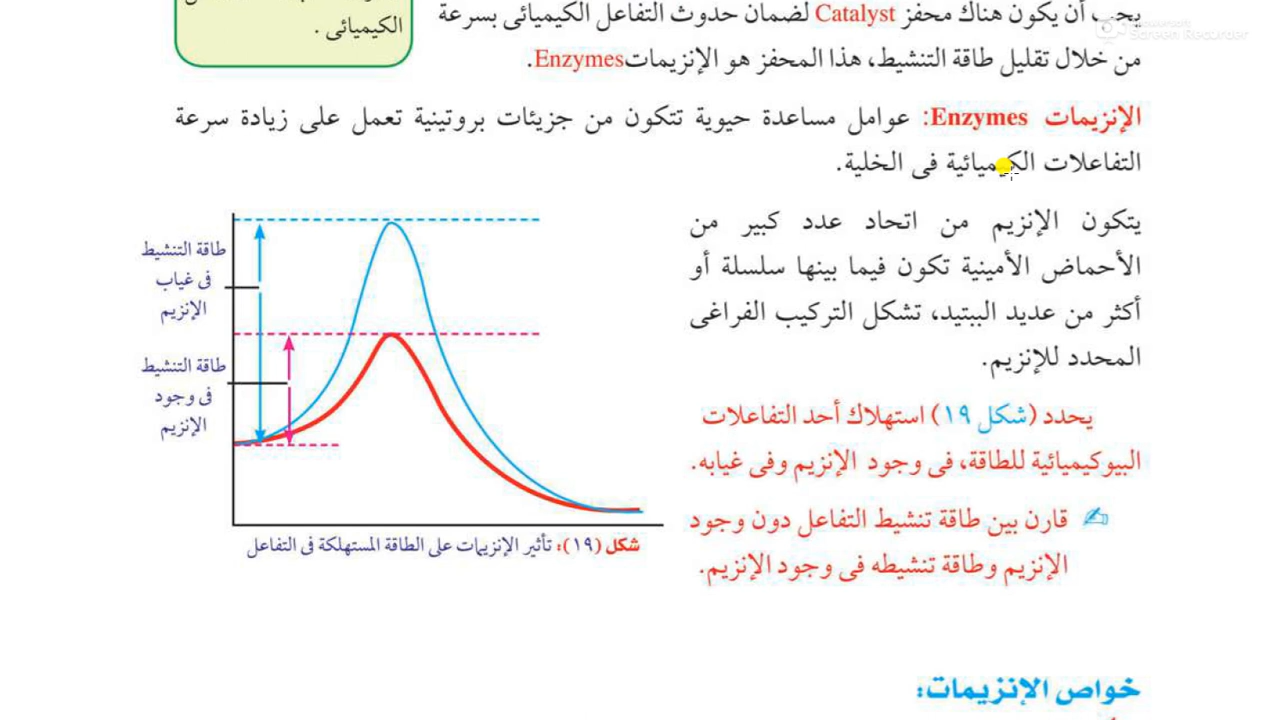 الكيميائى .
يجب أن يكون هناك محفز Catalyst لضمان حدوث التفاعل الكيميائى بسرعة
من خلال تقليل طاقة التنشيط، هذا المحفز هو الإنزيمات Enzymes.
Screen Recorder
الإنزيمات Enzymes: عوامل مساعدة حيوية تتكون من جزيئات بروتينية تعمل على زيادة سرعة
التفاعلات الكيميائية فى الخلية.
يتكون الإنزيم من اتحاد عدد كبير من
الأحماض الأمينية تكون فيما بينها سلسلة أو
أكثر من عديد الببتيد، تشكل التركيب الفراغى
المحدد للإنزيم.
يحدد (شكل ١٩) استهلاك أحد التفاعلات
البيوكيميائية للطاقة، فى وجود الإنزيم وفى غيابه.
قارن بين طاقة تنشيط التفاعل دون وجود
الإنزيم وطاقة تنشيطه فى وجود الإنزيم.
طاقة التنشيط
فى غياب
الإنزيم
طاقة التنشيط
فى وجود
الإنزيم
شكل (١٩): تأثير الإنزيمات على الطاقة المستهلكة فى التفاعل
خواص الإنزيمات: